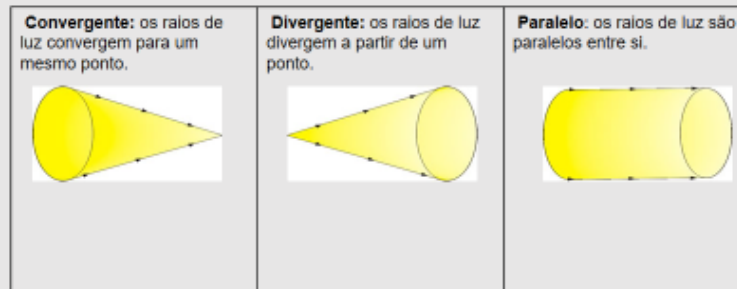 Convergente: os raios de
luz convergem para um
mesmo ponto.
Divergente: os raios de luz
divergem a partir de um
ponto.
Paralelo: os raios de luz são
paralelos entre si.